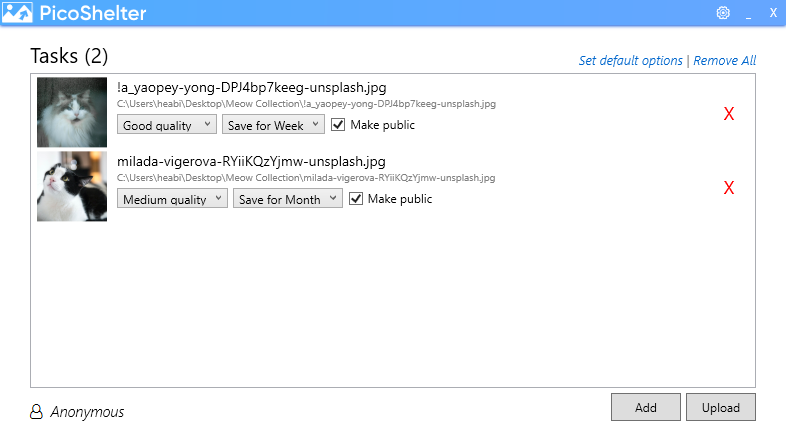 PicoShelter
_ X
Tasks (2)
Set default options | Remove All
!a_yaopey-yong-DPJ4bp7keeg-unsplash.jpg
C:\Users\heabi\Desktop\Meow Collection\!a_yaopey-yong-DPJ4bp7keeg-unsplash.jpg
Good quality Save for Week Make public
X
milada-vigerova-RYiiKQzYjmw-unsplash.jpg
C:\Users\heabi\Desktop\Meow Collection\milada-vigerova-RYiiKQzYjmw-unsplash.jpg
Medium quality Save for Month Make public
X
Anonymous
Add Upload